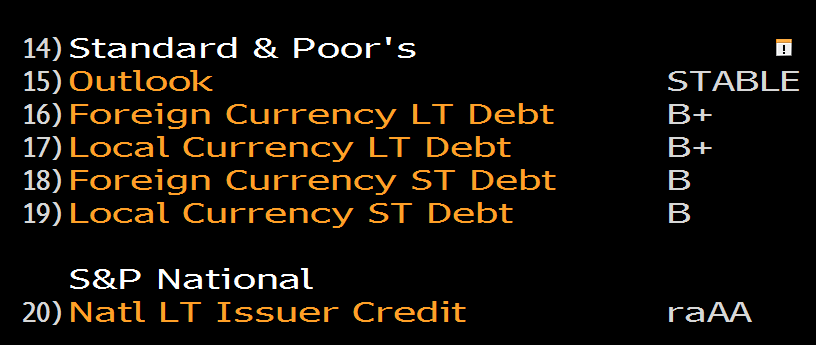 14) Standard & Poor's
15) Outlook STABLE
16) Foreign Currency LT Debt B+
17) Local Currency LT Debt B+
18) Foreign Currency ST Debt B
19) Local Currency ST Debt B
S&P National
20) Natl LT Issuer Credit raAA